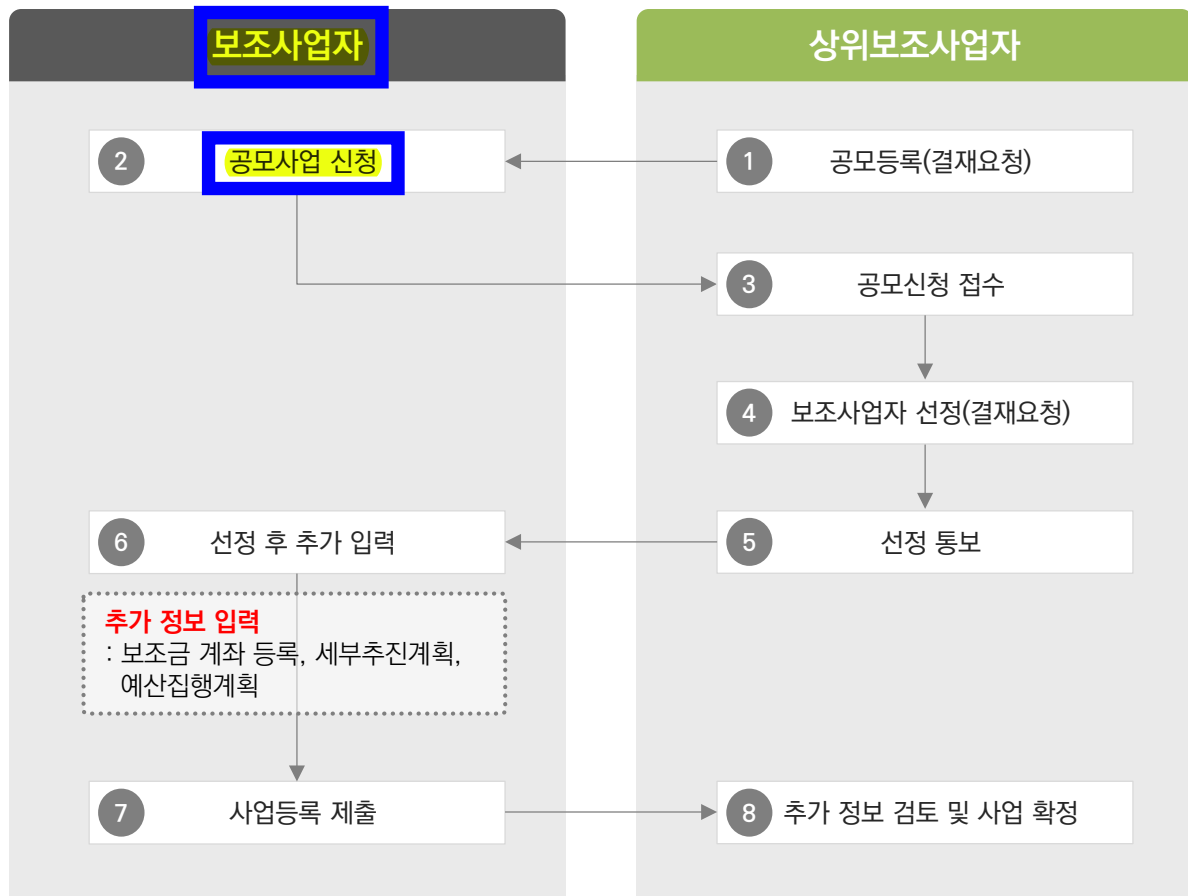 보조사업자
상위보조사업자
2 공모사업 신청
1 공모등록(결재요청)
3 공모신청 접수
4 보조사업자 선정(결재요청)
6 선정 후 추가 입력
5 선정 통보
추가 정보 입력
: 보조금 계좌 등록, 세부추진계획,
예산집행계획
7 사업등록 제출
8 추가 정보 검토 및 사업 확정